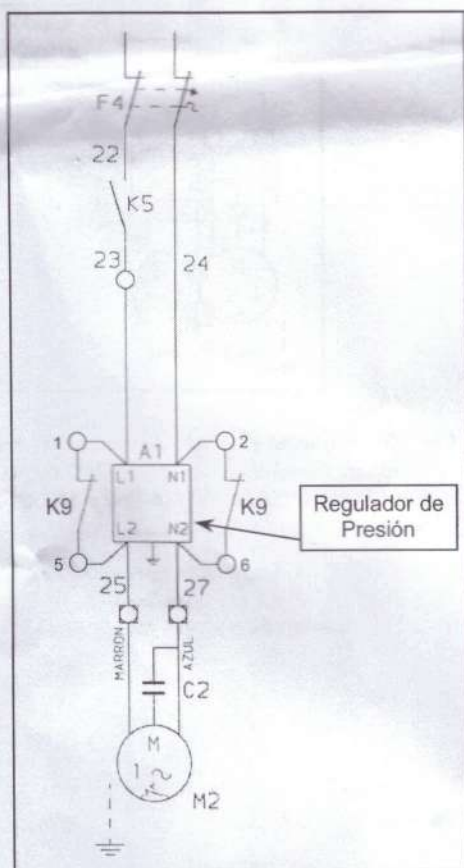 F4
22
K5
23
24
1
A1
2
L1
N1
K9
K9
Regulador de
Presión
L2
N2
5
6
25
27
MARRÓN
AZUL
C2
M
1
M2